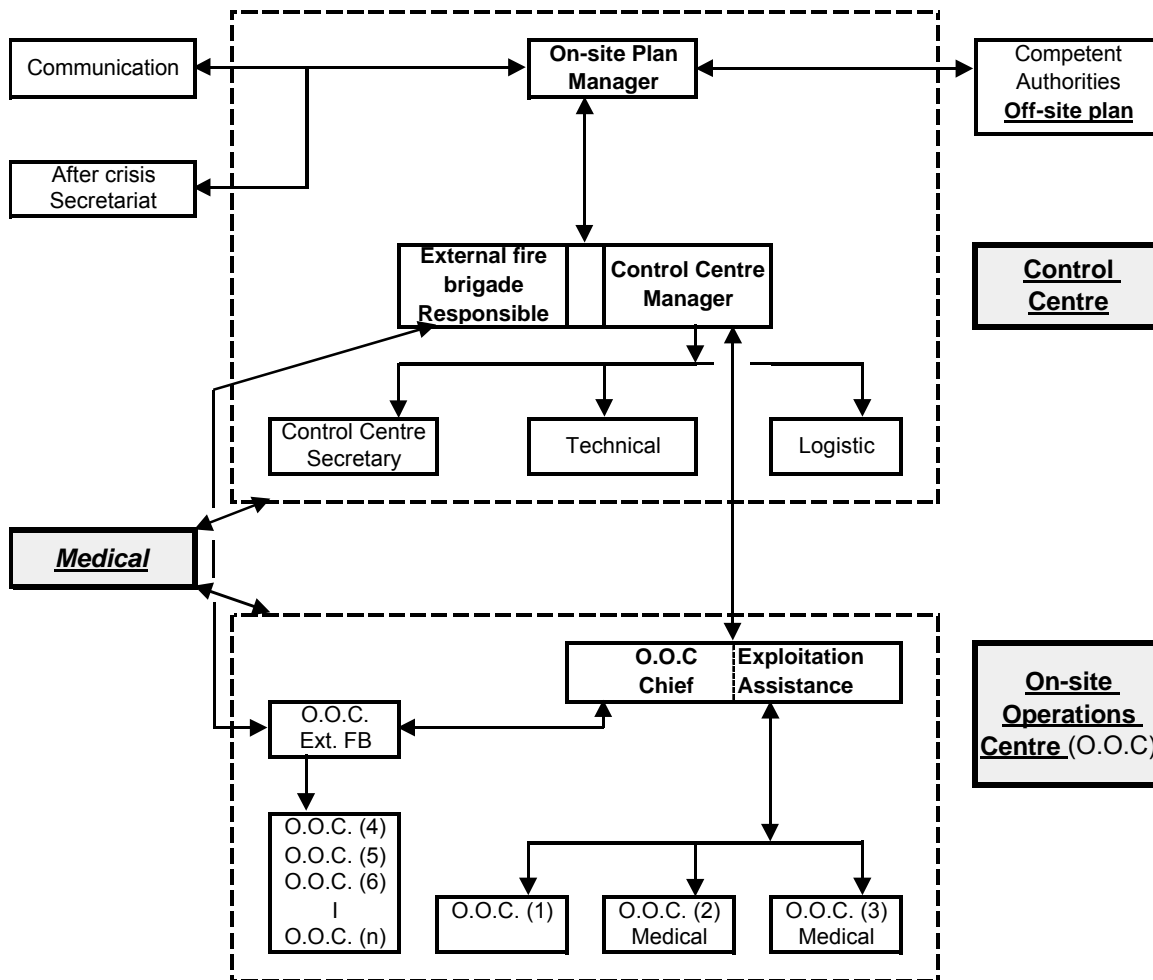 Communication
On-site Plan
Manager
Competent
Authorities
Off-site plan
After crisis
Secretariat
External fire
brigade
Responsible
Control Centre
Manager
Control
Centre
Control Centre
Secretary
Technical
Logistic
Medical
O.O.C
Chief
Exploitation
Assistance
On-site
Operations
Centre (O.O.C)
O.O.C.
Ext. FB
O.O.C. (4)
O.O.C. (5)
O.O.C. (6)
I
O.O.C. (n)
O.O.C. (1)
O.O.C. (2)
Medical
O.O.C. (3)
Medical